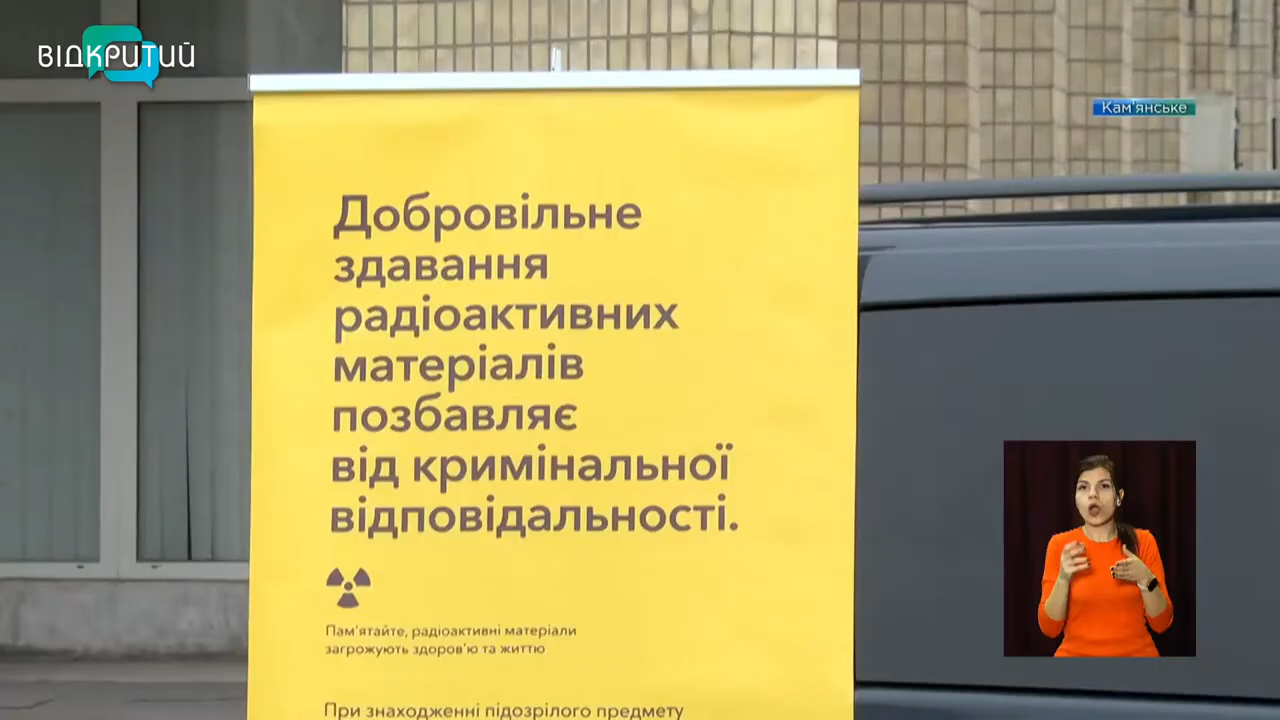 ВІДКРИТИЙ
Кам'янське
Добровільне
здавання
радіоактивних
матеріалів
позбавляє
від кримінальної
відповідальності.
Пам'ятайте, радіоактивні матеріали
загрожують здоров'ю та життю
При знаходженні підозрілого предмету